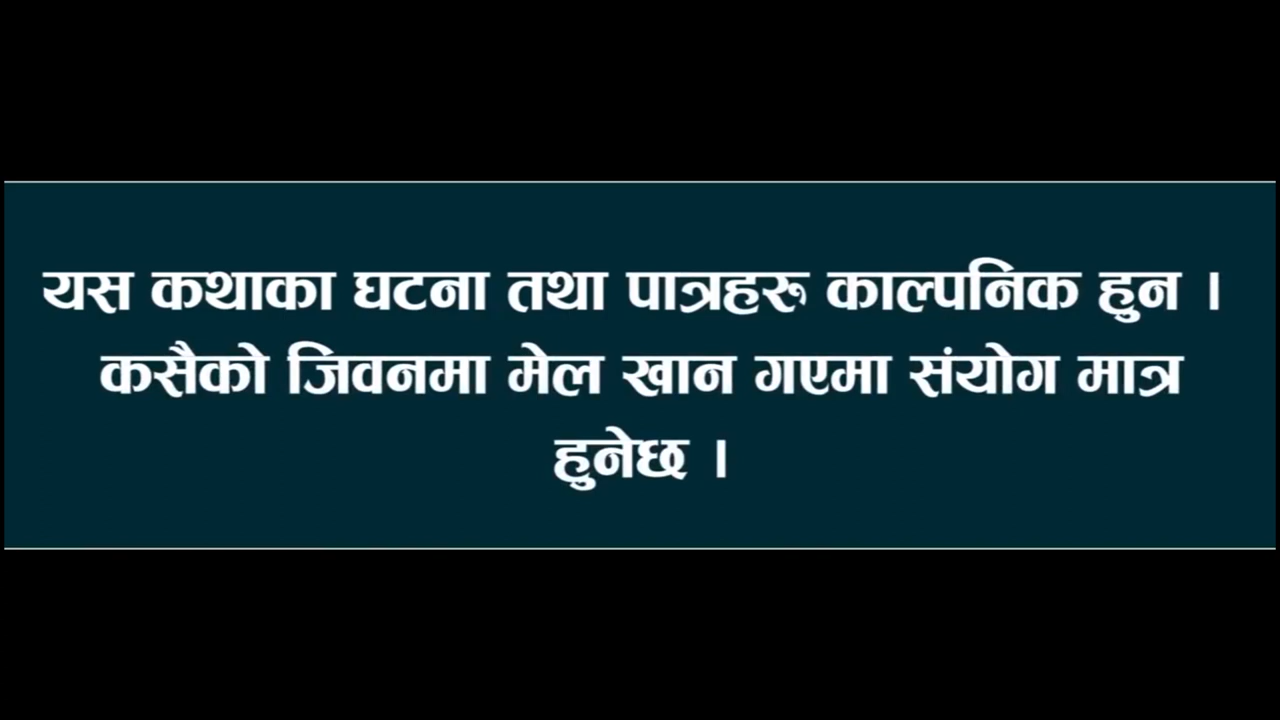 यस कथाका घटना तथा पात्रहरु काल्पनिक हुन ।
कसैको जिवनमा मेल खान गएमा संयोग मात्र
हुनेछ ।